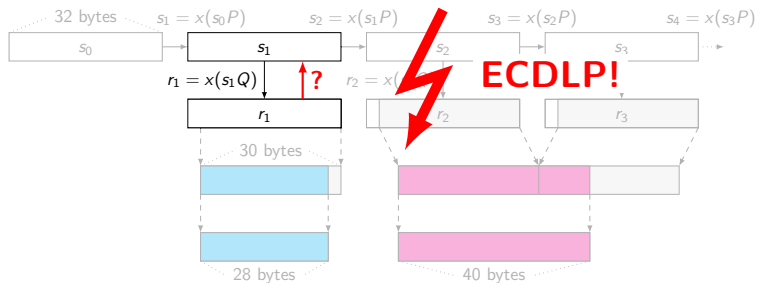 32 bytes
s₁ = x(s₀P)
s₂ = x(s₁P)
s₃ = x(s₂P)
s₄ = x(s₃P)
s₀
s₁
s₂
s₃
r₁ = x(s₁Q)
?
r₂ = x(
)
ECDLP!
r₁
r₂
r₃
30 bytes
28 bytes
40 bytes